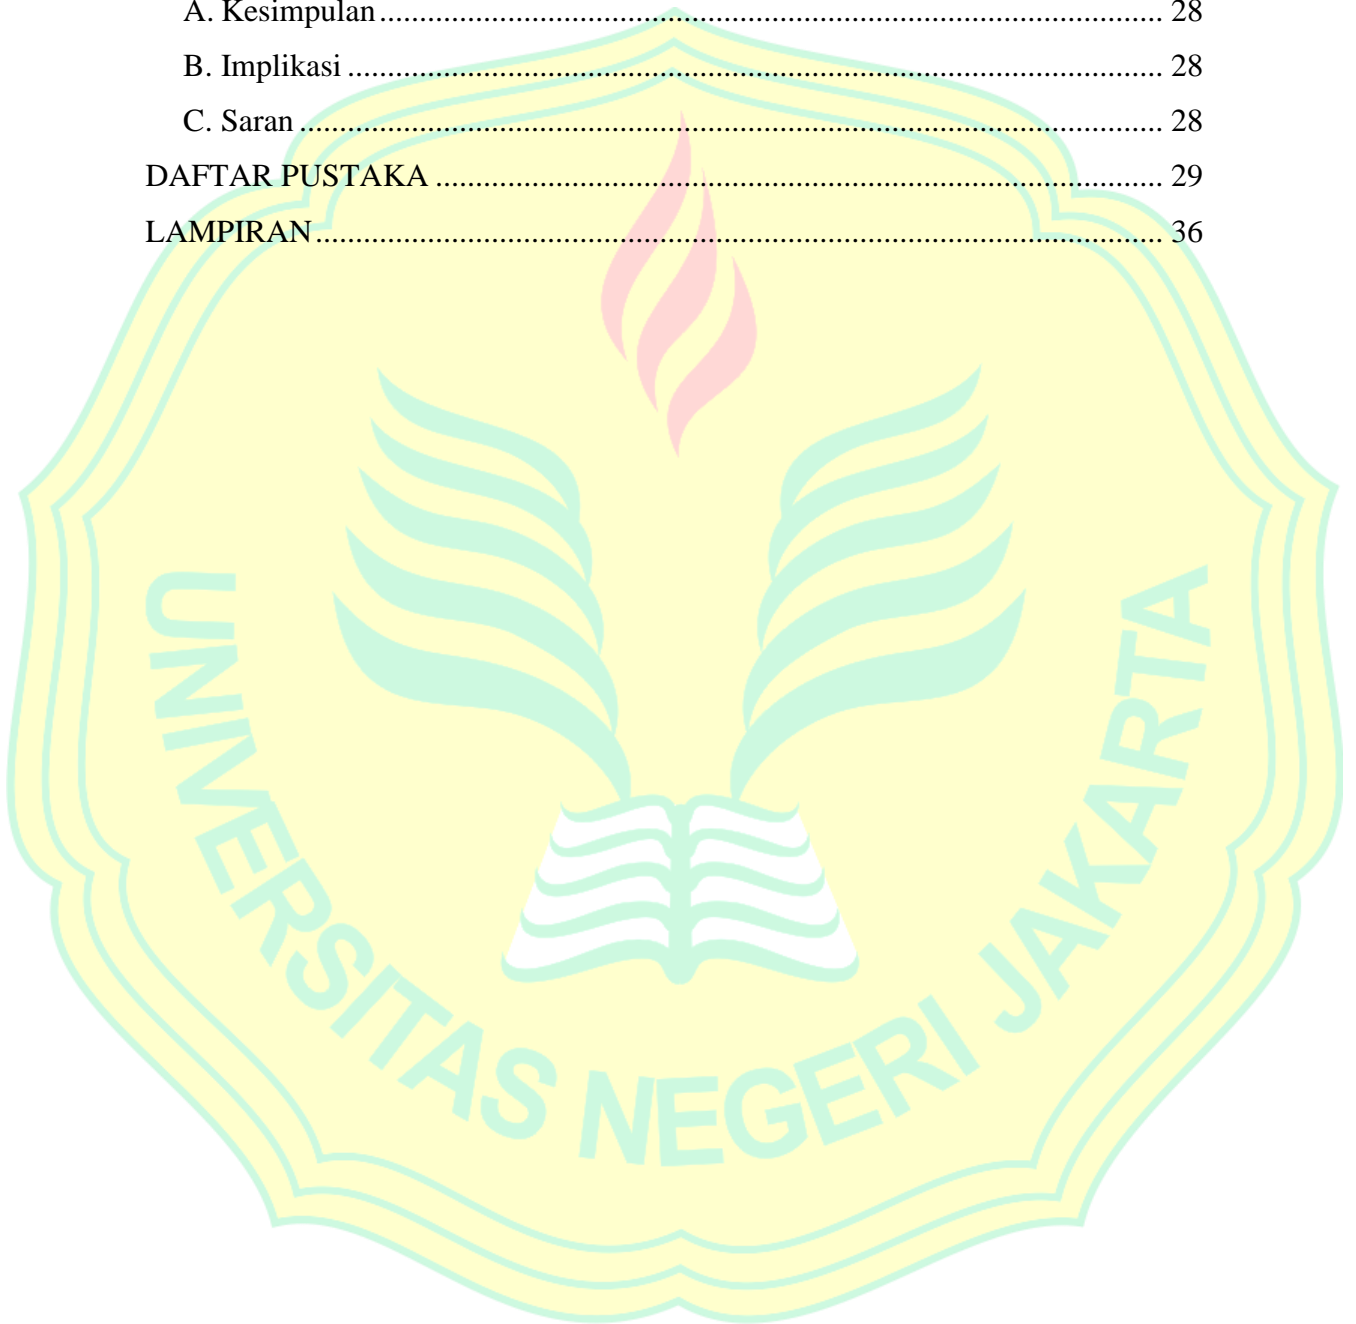 A. Kesimpulan.................................................................................................. 28
B. Implikasi ...................................................................................................... 28
C. Saran ............................................................................................................ 28
DAFTAR PUSTAKA ........................................................................................... 29
LAMPIRAN.......................................................................................................... 36
UNIVERSITAS NEGERI JAKARTA